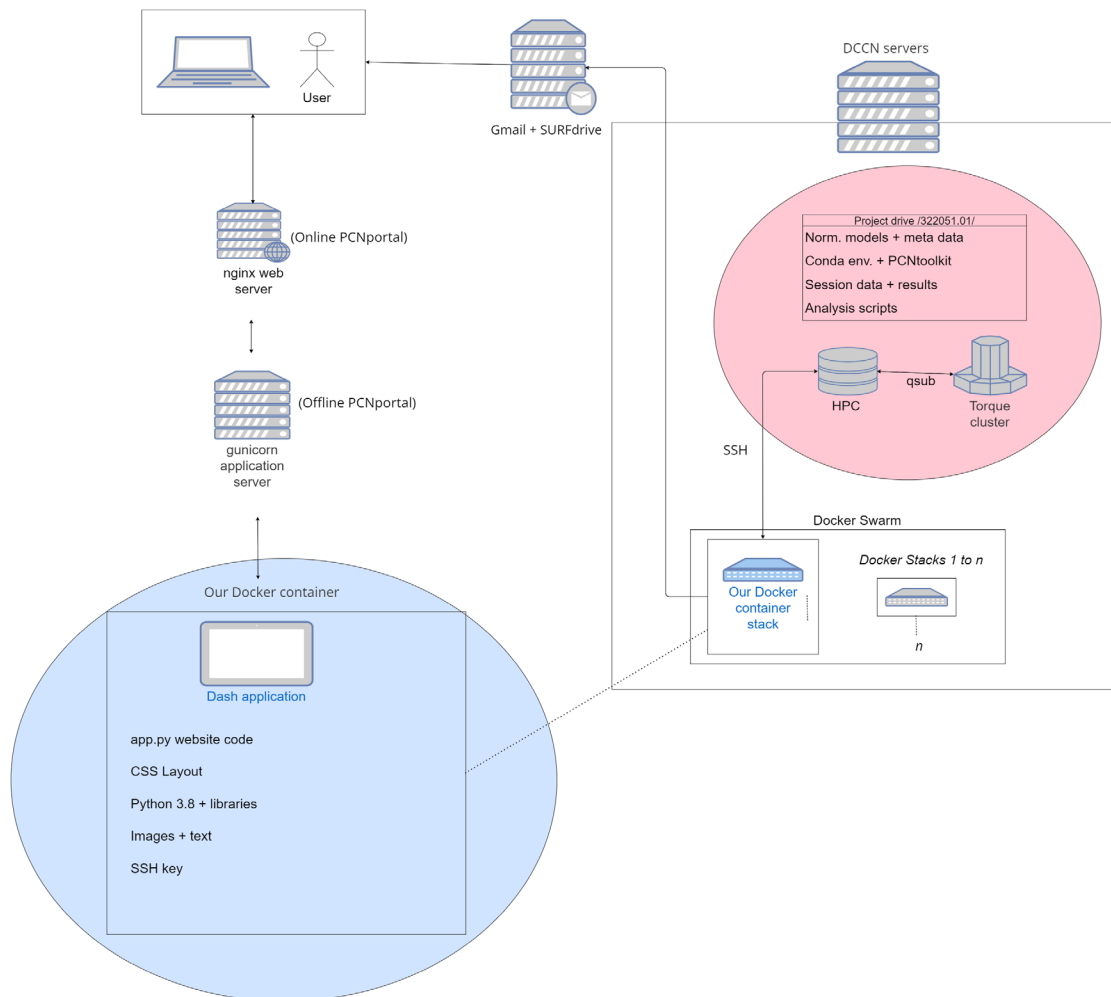 User
Gmail + SURFdrive
DCCN servers
(Online PCNportal)
nginx web
server
(Offline PCNportal)
gunicorn
application
server
Project drive /322051.01/
Norm. models + meta data
Conda env. + PCNtoolkit
Session data + results
Analysis scripts
HPC
qsub
Torque
cluster
SSH
Docker Swarm
Our Docker
container
stack
Docker Stacks 1 to n
n
Our Docker container
Dash application
app.py website code
CSS Layout
Python 3.8 + libraries
Images + text
SSH key